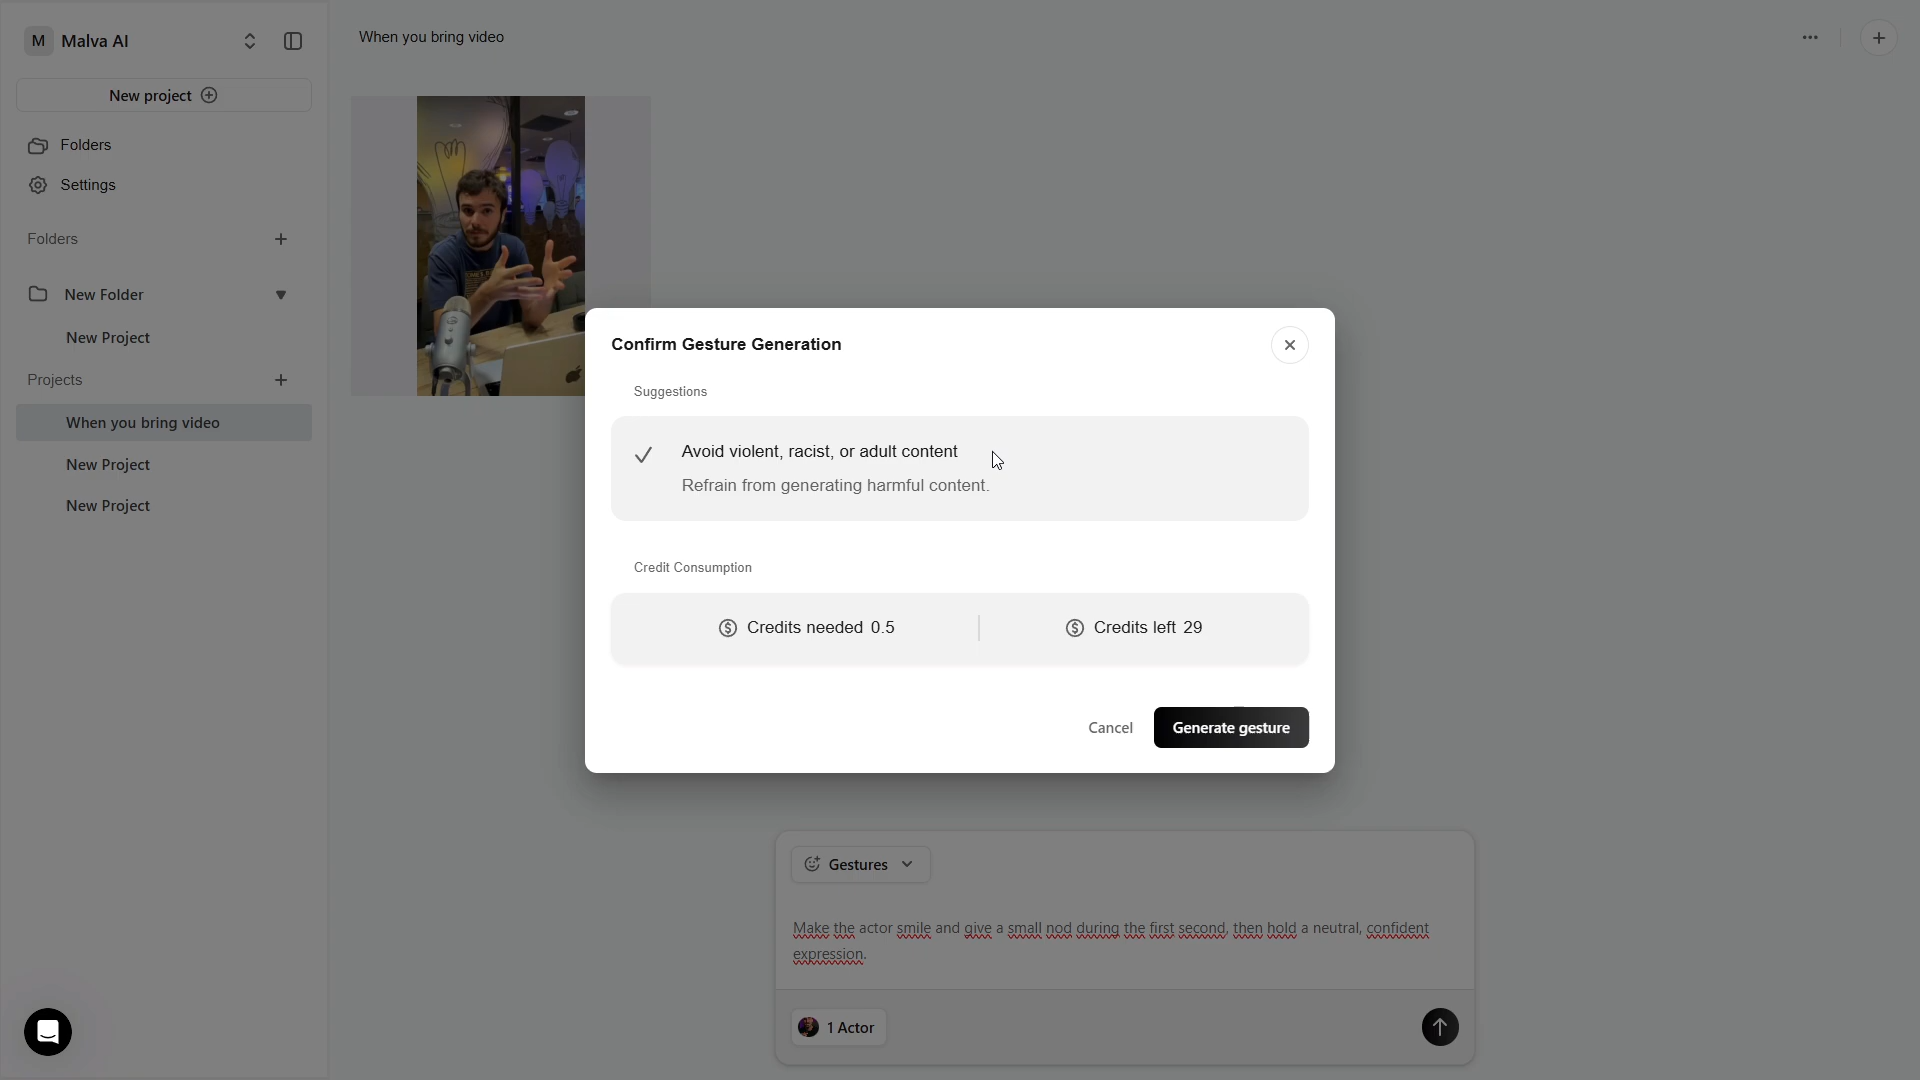 M Malva AI
New project
Folders
Settings
Folders
New Folder
New Project
Projects
When you bring video
New Project
New Project
When you bring video
Confirm Gesture Generation
Suggestions
Avoid violent, racist, or adult content
Refrain from generating harmful content.
Credit Consumption
Credits needed 0.5
Credits left 29
Cancel
Generate gesture
Gestures
Make the actor smile and give a small nod during the first second, then hold a neutral, confident
expression.
1 Actor